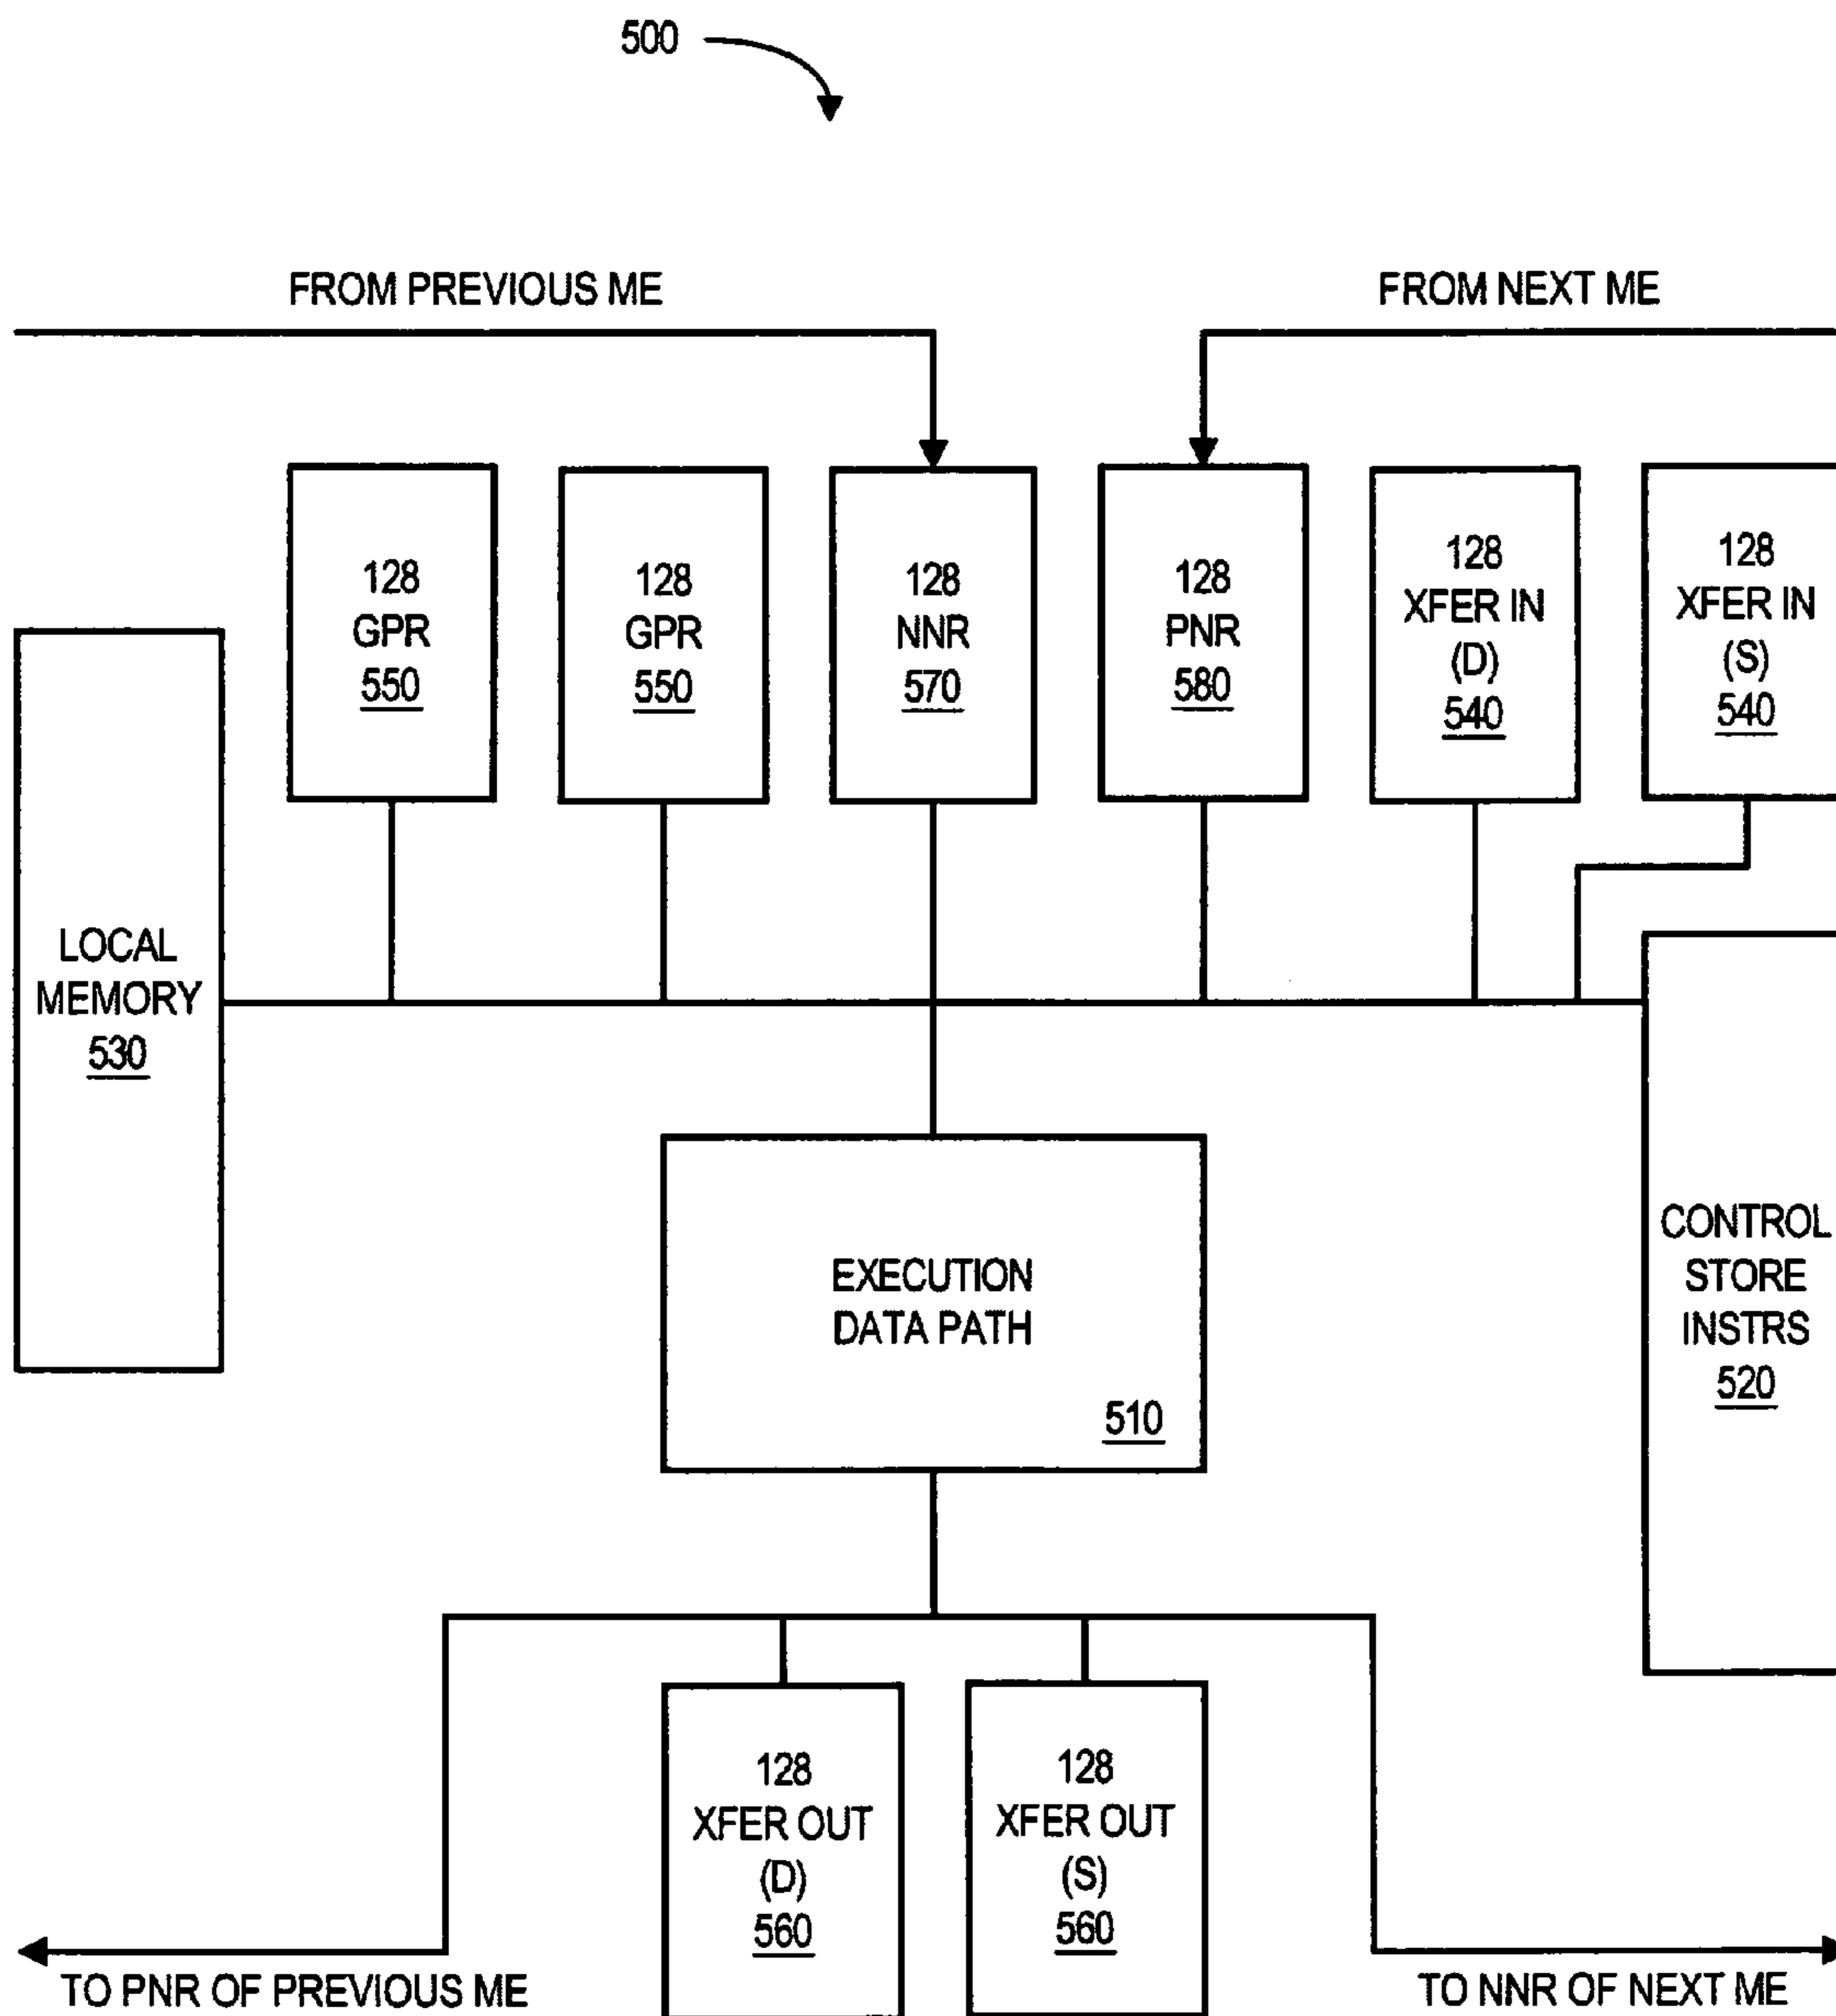 500
FROM PREVIOUS ME
FROM NEXT ME
128
GPR
550
128
GPR
550
128
NNR
570
128
PNR
580
128
XFER IN
(D)
540
128
XFER IN
(S)
540
LOCAL
MEMORY
530
EXECUTION
DATA PATH
510
CONTROL
STORE
INSTRS
520
128
XFER OUT
(D)
560
128
XFER OUT
(S)
560
TO PNR OF PREVIOUS ME
TO NNR OF NEXT ME